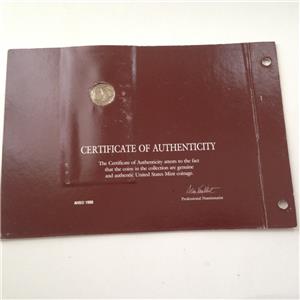 CERTIFICATE OF AUTHENTICITY
The Certificate of Authenticity attests to the fact
that the coins in the collection are genuine
and authentic United States Mint coinage.
Professional Numismatist